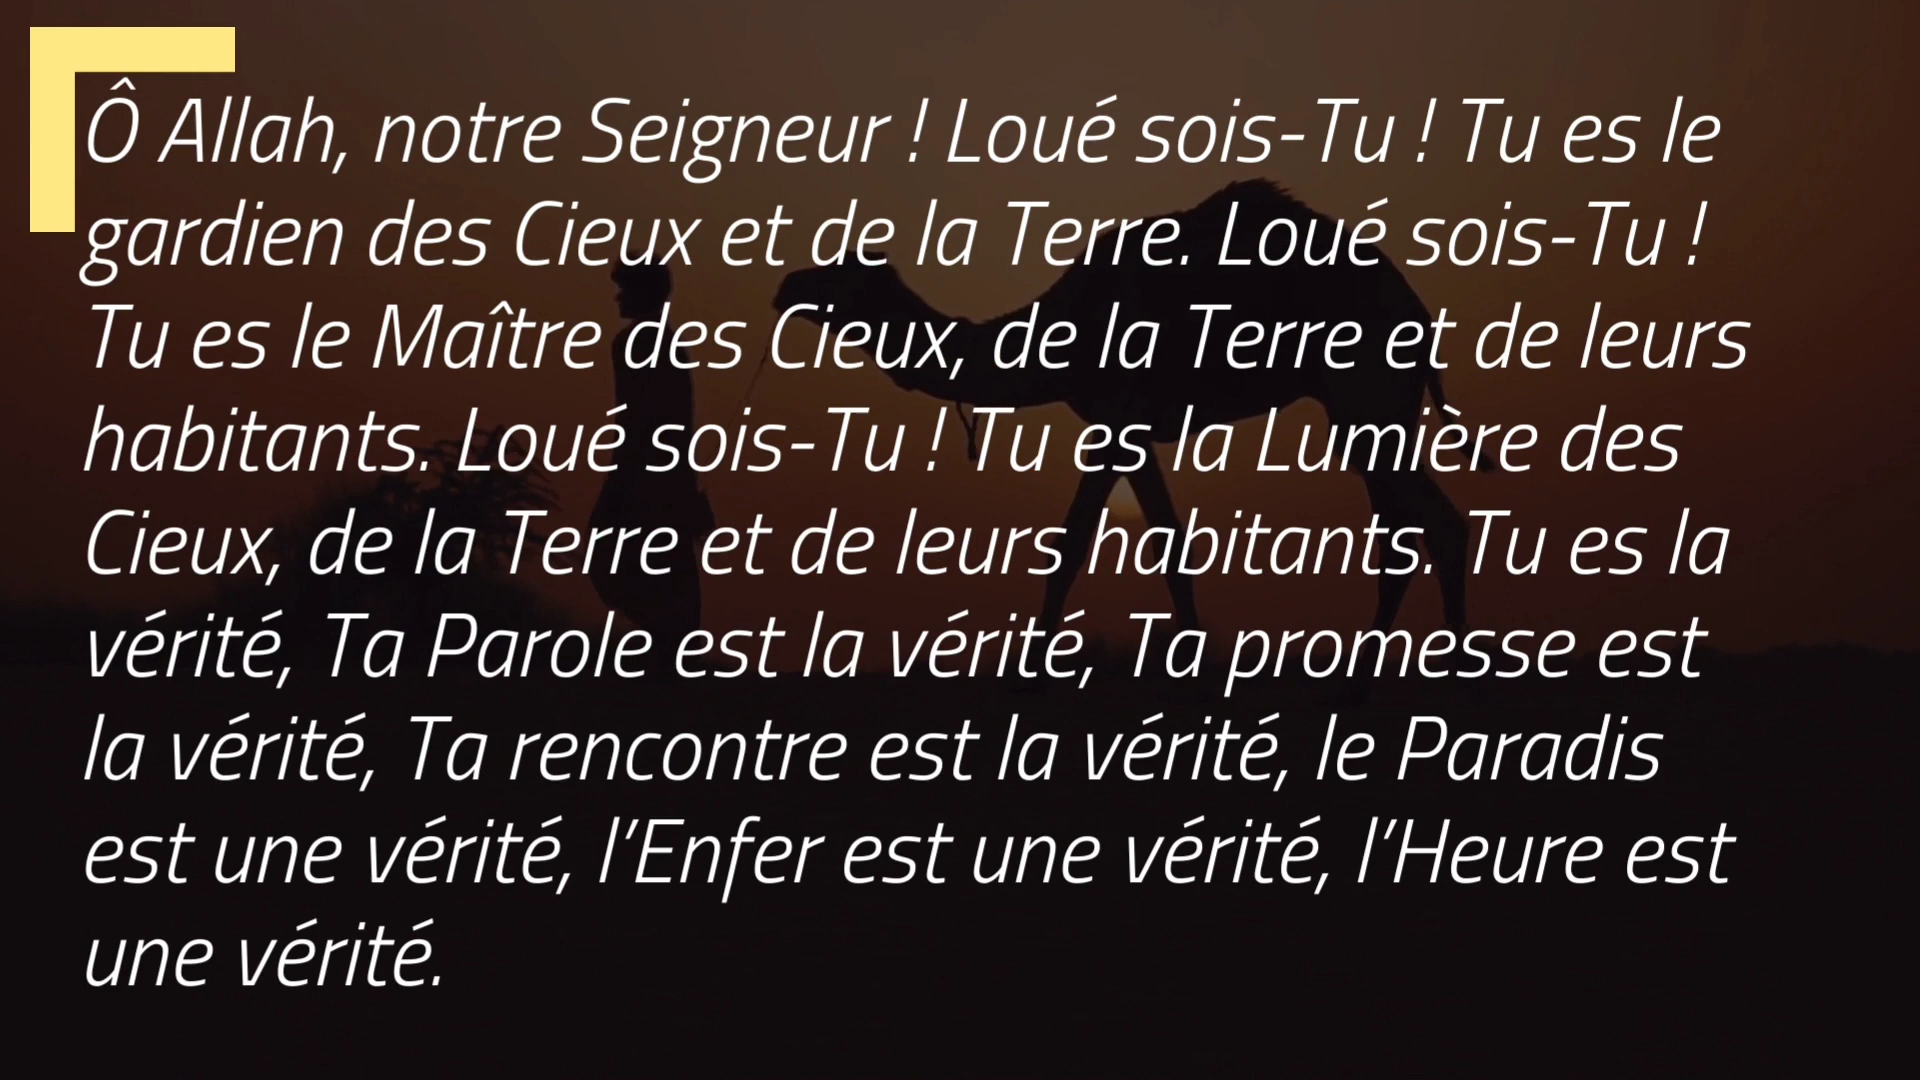 Ô Allah, notre Seigneur ! Loué sois-Tu ! Tu es le
gardien des Cieux et de la Terre. Loué sois-Tu !
Tu es le Maître des Cieux, de la Terre et de leurs
habitants. Loué sois-Tu ! Tu es la Lumière des
Cieux, de la Terre et de leurs habitants. Tu es la
vérité, Ta Parole est la vérité, Ta promesse est
la vérité, Ta rencontre est la vérité, le Paradis
est une vérité, l’Enfer est une vérité, l’Heure est
une vérité.